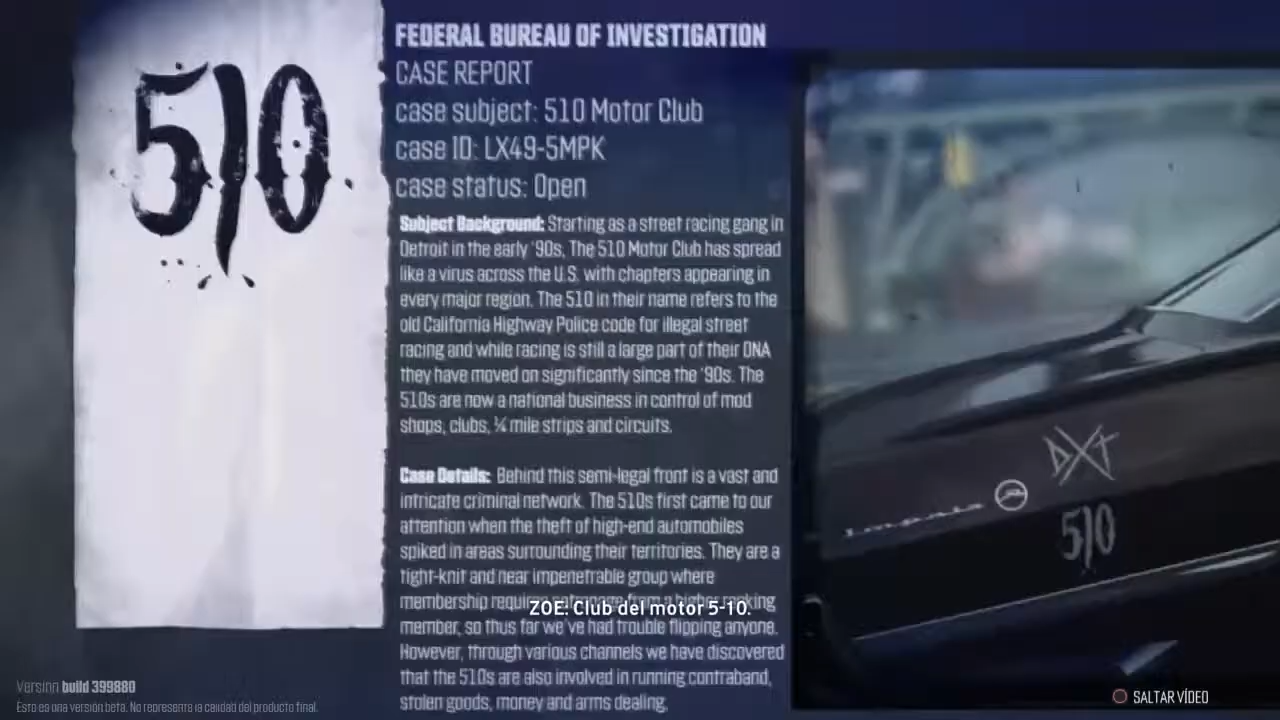 510
FEDERAL BUREAU OF INVESTIGATION
CASE REPORT
case subject: 510 Motor Club
case ID: LX49-5MPK
case status: Open
Subject Background: Starting as a street racing gang in
Detroit in the early '90s, The 510 Motor Club has spread
like a virus across the U.S. with chapters appearing in
every major region. The 510 in their name refers to the
old California Highway Police code for illegal street
racing and while racing is still a large part of their DNA
they have moved on significantly since the '90s. The
510s are now a national business in control of mod
shops, clubs, ¼ mile strips and circuits.
Case Details: Behind this semi-legal front is a vast and
intricate criminal network. The 510s first came to our
attention when the theft of high-end automobiles
spiked in areas surrounding their territories. They are a
tight-knit and near impenetrable group where
membership requires patronage from a higher ranking
ZOE: Club del motor 5-10.
member, so thus far we've had trouble flipping anyone.
However, through various channels we have discovered
that the 510s are also involved in running contraband,
stolen goods, money and arms dealing.
Impala
DXT
510
Versión build 399880
Esto es una versión beta. No representa la calidad del producto final.
SALTAR VÍDEO